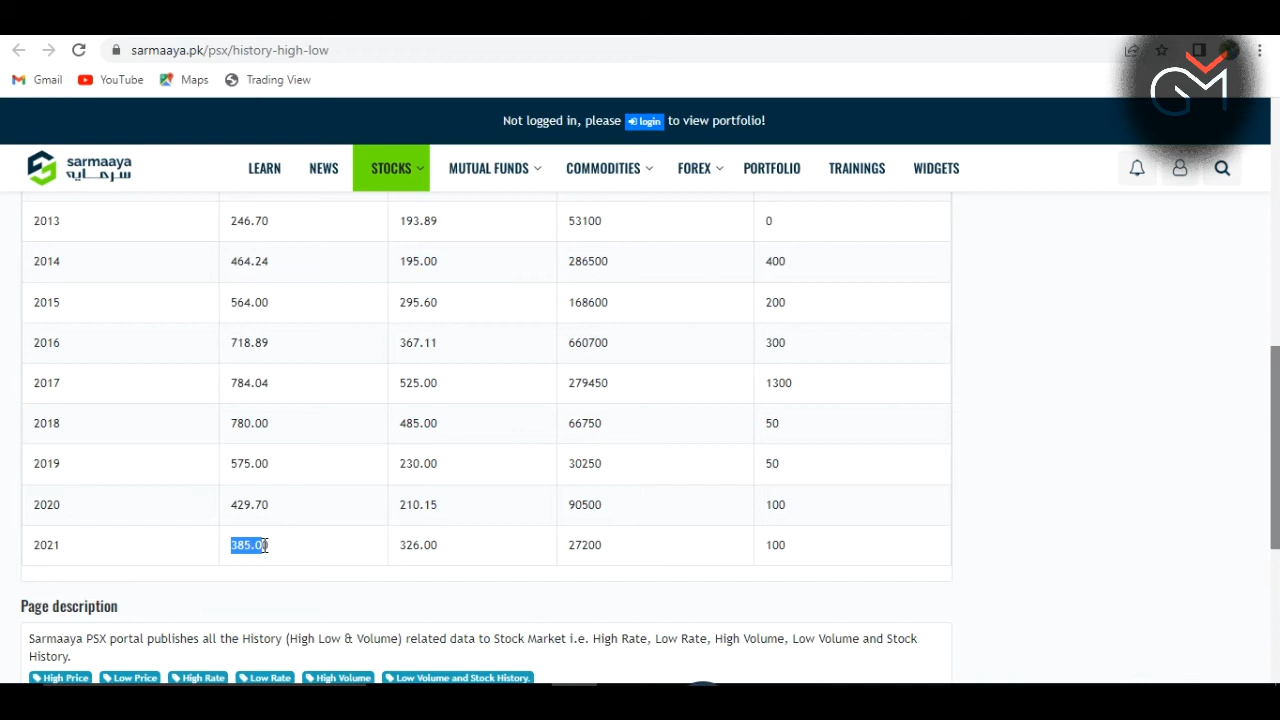 sarmaaya.pk/psx/history-high-low
Gmail YouTube Maps Trading View
GM
Not logged in, please login to view portfolio!
sarmaaya
سرمایه
LEARN NEWS STOCKS MUTUAL FUNDS COMMODITIES FOREX PORTFOLIO TRAININGS WIDGETS
2013 246.70 193.89 53100 0
2014 464.24 195.00 286500 400
2015 564.00 295.60 168600 200
2016 718.89 367.11 660700 300
2017 784.04 525.00 279450 1300
2018 780.00 485.00 66750 50
2019 575.00 230.00 30250 50
2020 429.70 210.15 90500 100
2021 385.00 326.00 27200 100
Page description
Sarmaaya PSX portal publishes all the History (High Low & Volume) related data to Stock Market i.e. High Rate, Low Rate, High Volume, Low Volume and Stock
History.
High Price Low Price High Rate Low Rate High Volume Low Volume and Stock History.